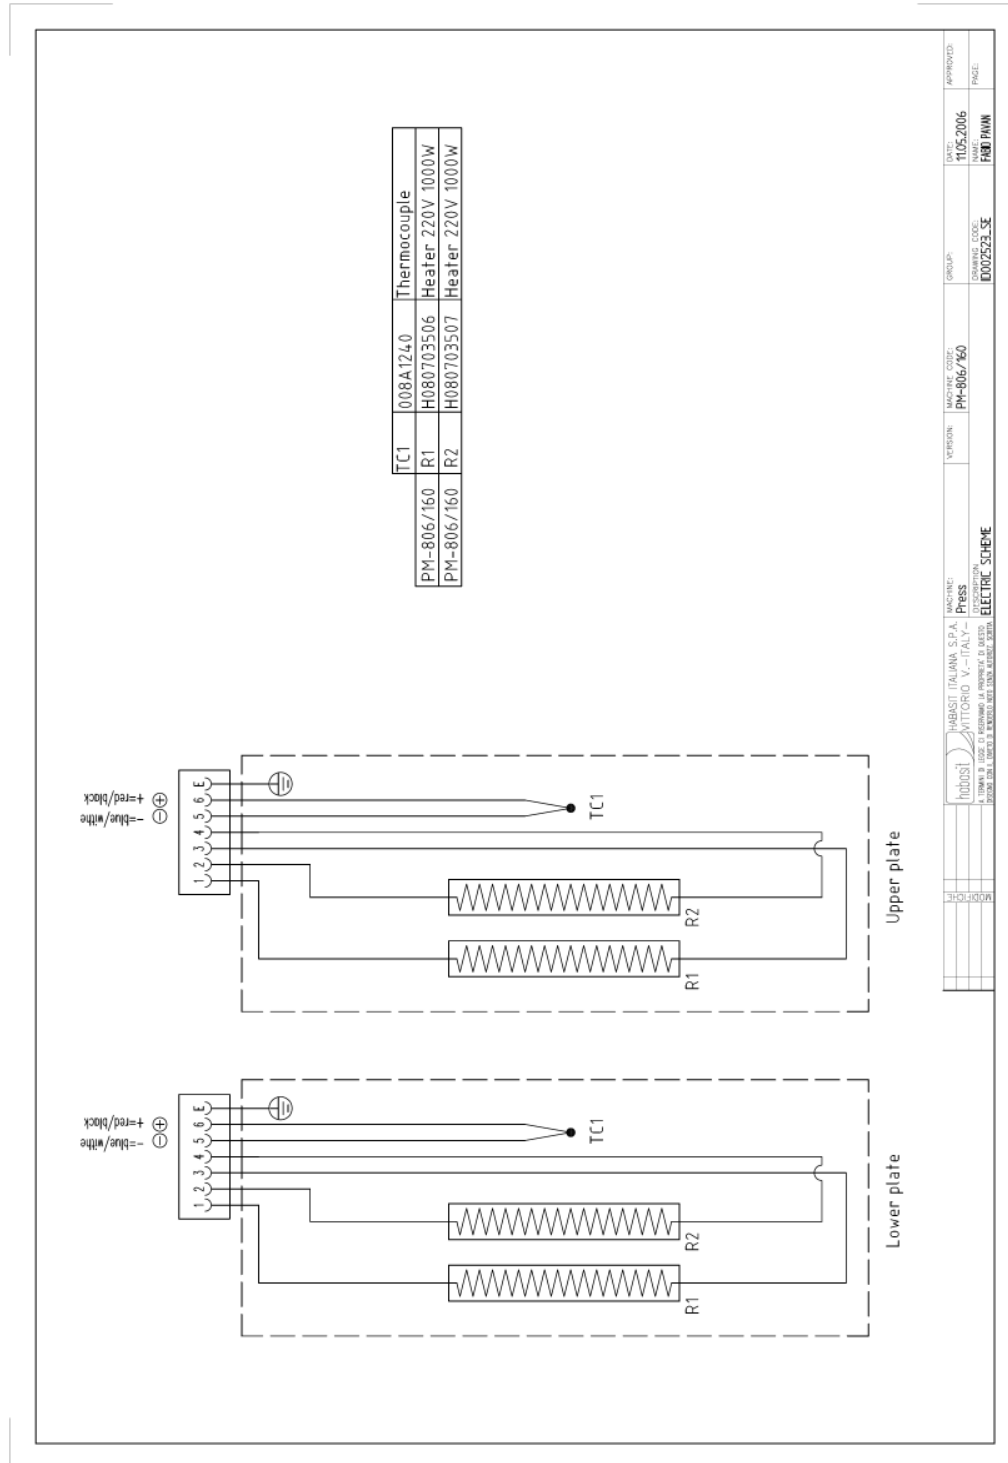 TC1 008A1240 Thermocouple
PM-806/160 R1 H080703506 Heater 220V 1000W
PM-806/160 R2 H080703507 Heater 220V 1000W
+=red/black
-=blue/withe
1 2 3 4 5 6 E
TC1
R2
R1
Upper plate
+=red/black
-=blue/withe
1 2 3 4 5 6 E
TC1
R2
R1
Lower plate
MODIFICHE
habasit
HABASIT ITALIANA S.P.A.
VITTORIO V.-ITALY-
MACHINE:
Press
VERSION:
MACHINE CODE:
PM-806/160
GROUP:
DATE:
11.05.2006
APPROVED:
DESCRIPTION
ELECTRIC SCHEME
DRAWING CODE:
ID002523_SE
NAME:
FABIO PAVAN
PAGE: